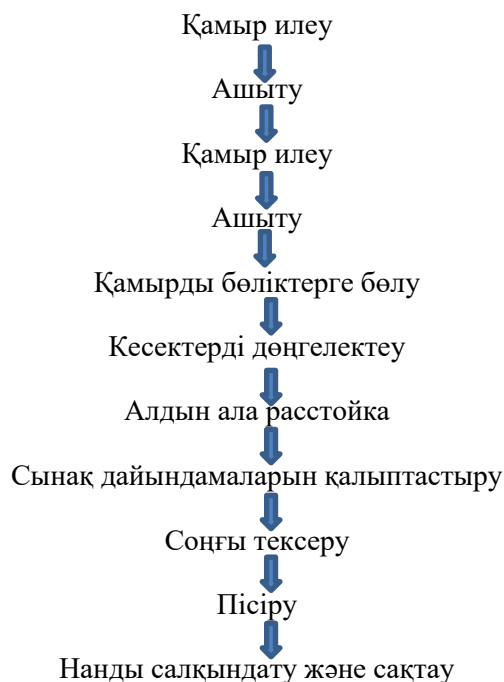 Қамыр илеу
Ашыту
Қамыр илеу
Ашыту
Қамырды бөліктерге бөлу
Кесектерді дөңгелектеу
Алдын ала расстойка
Сынақ дайындамаларын қалыптастыру
Соңғы тексеру
Пісіру
Нанды салқындату және сақтау